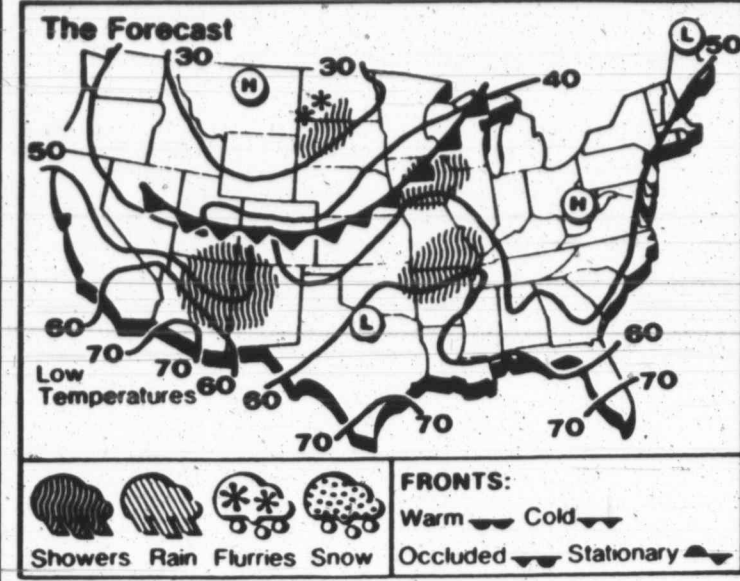 The Forecast
L
50
30
H
30
40
50
H
L
60
60
70
70
60
60
70
Low
Temperatures
70
70
70
Showers Rain Flurries Snow
FRONTS:
Warm Cold
Occluded Stationary